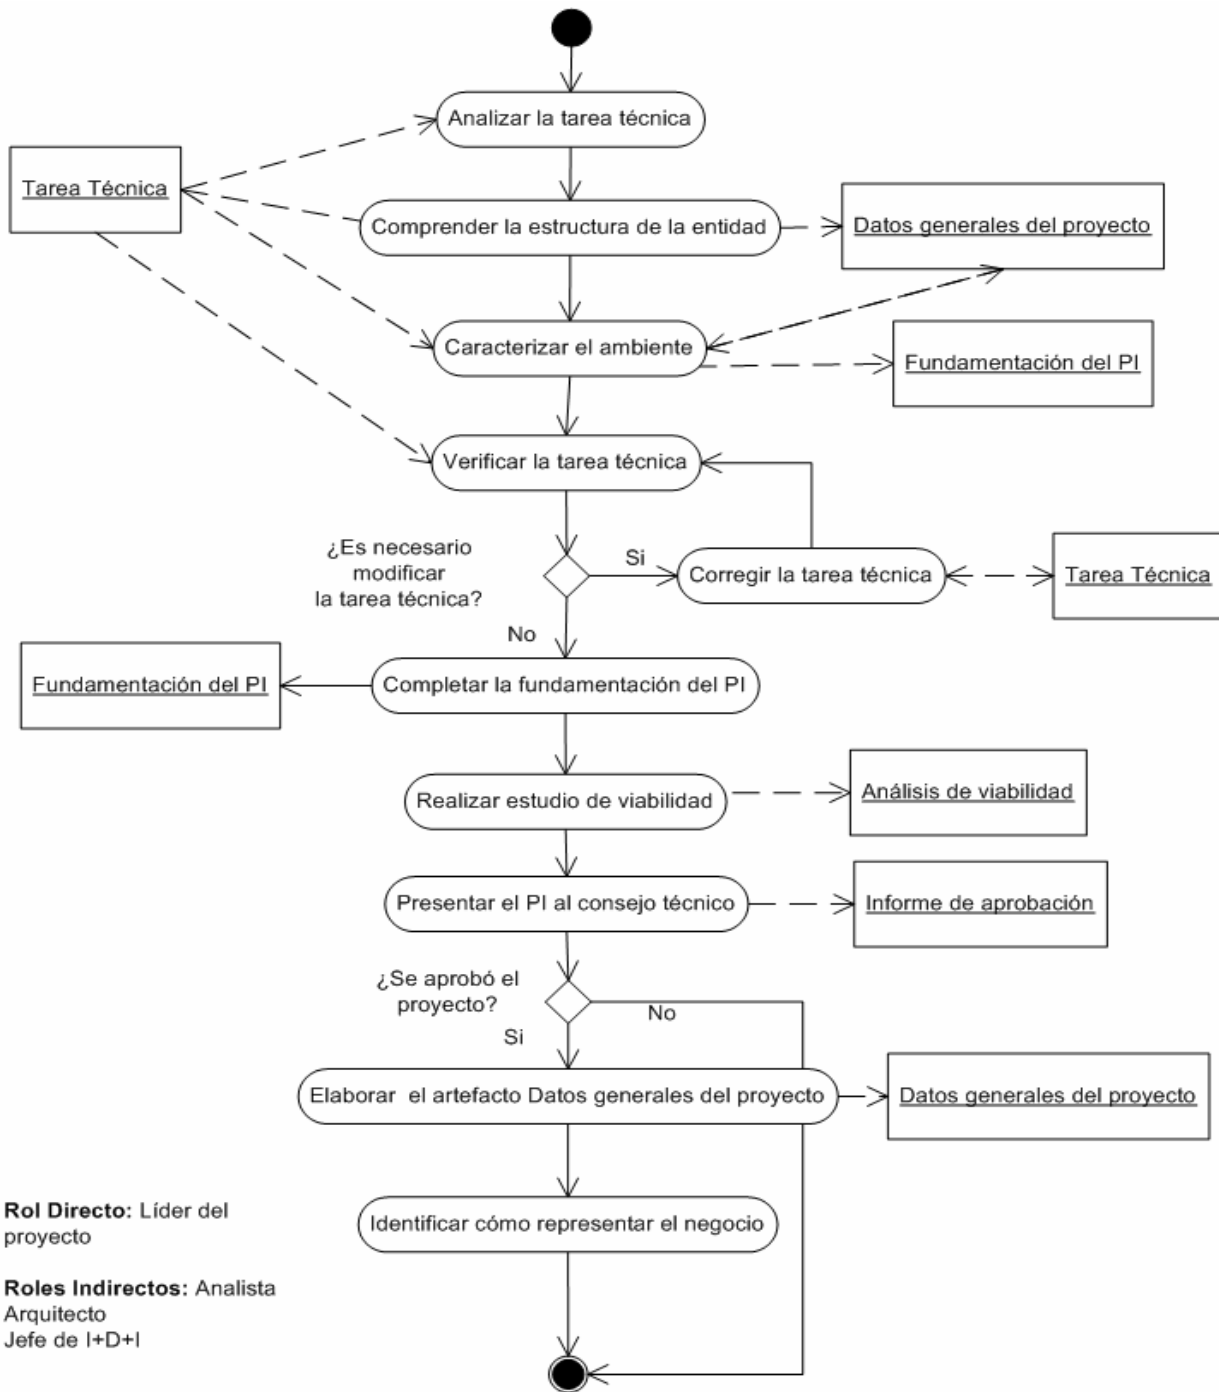 Analizar la tarea técnica
Tarea Técnica
Comprender la estructura de la entidad
Datos generales del proyecto
Caracterizar el ambiente
Fundamentación del PI
Verificar la tarea técnica
¿Es necesario
modificar
la tarea técnica?
Si
Corregir la tarea técnica
Tarea Técnica
No
Fundamentación del PI
Completar la fundamentación del PI
Realizar estudio de viabilidad
Análisis de viabilidad
Presentar el PI al consejo técnico
Informe de aprobación
¿Se aprobó el
proyecto?
No
Si
Elaborar  el artefacto Datos generales del proyecto
Datos generales del proyecto
Identificar cómo representar el negocio
Rol Directo: Líder del
proyecto
Roles Indirectos: Analista
Arquitecto
Jefe de I+D+I